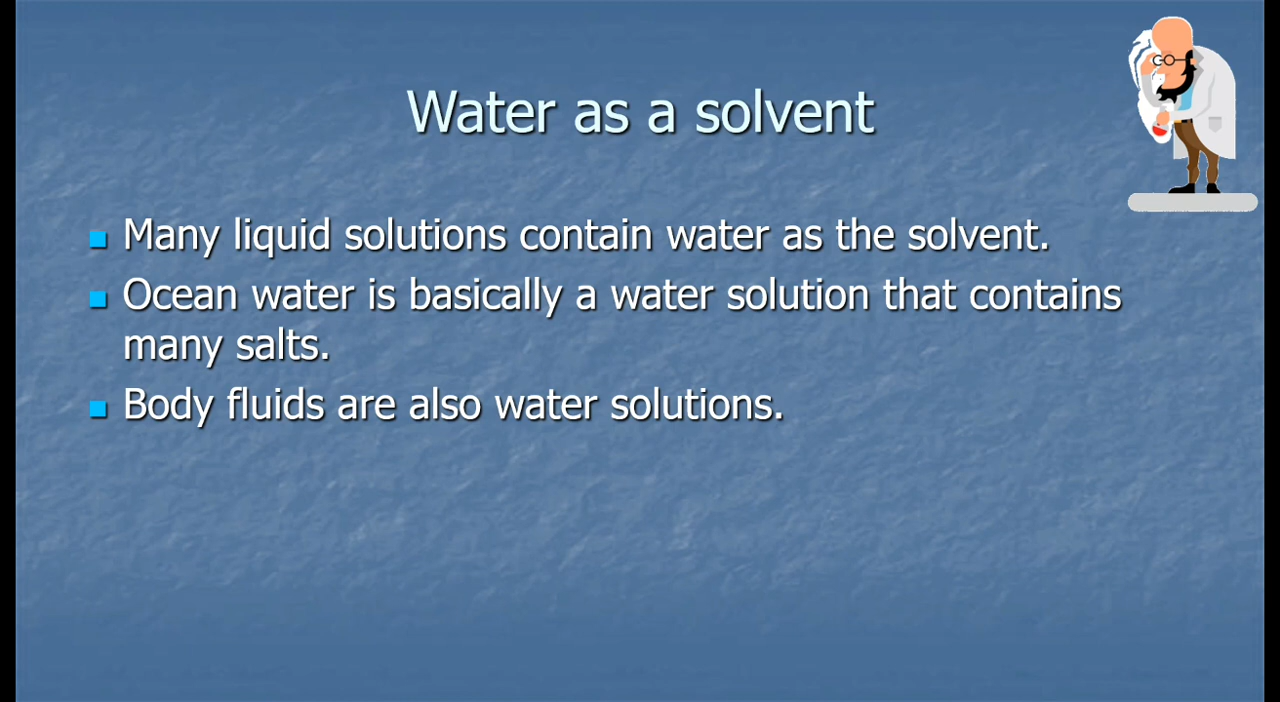 Water as a solvent
Many liquid solutions contain water as the solvent.
Ocean water is basically a water solution that contains
many salts.
Body fluids are also water solutions.